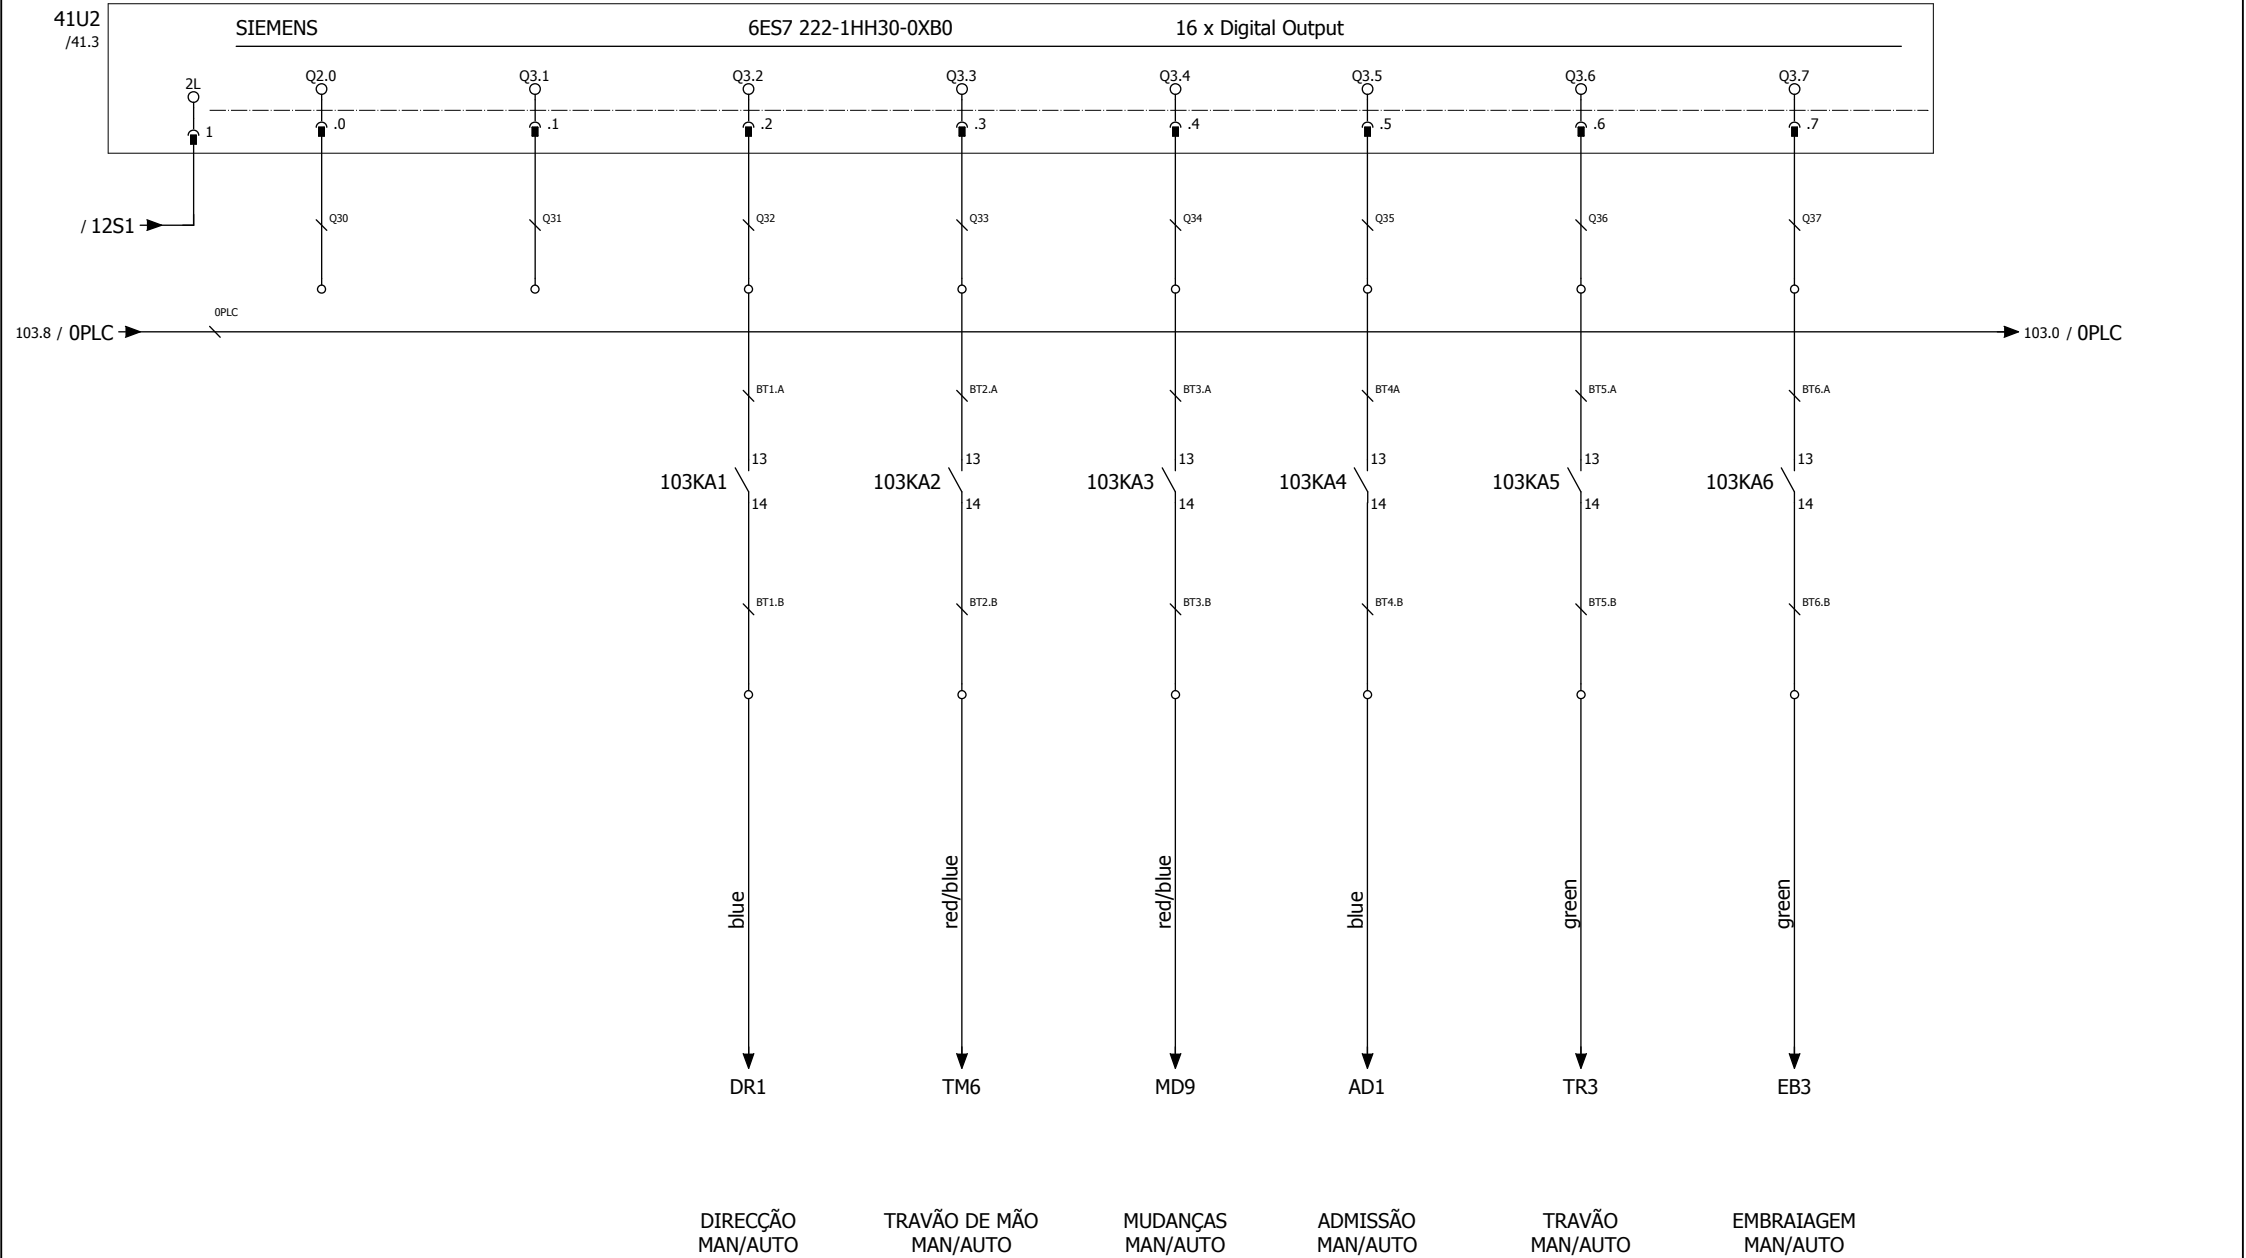 41U2
/41.3
SIEMENS 6ES7 222-1HH30-0XB0 16 x Digital Output
2L Q2.0 Q3.1 Q3.2 Q3.3 Q3.4 Q3.5 Q3.6 Q3.7
1 .0 .1 .2 .3 .4 .5 .6 .7
/ 12S1 Q30 Q31 Q32 Q33 Q34 Q35 Q36 Q37
0PLC
103.8 / 0PLC 103.0 / 0PLC
BT1.A BT2.A BT3.A BT4A BT5.A BT6.A
13 13 13 13 13 13
103KA1 103KA2 103KA3 103KA4 103KA5 103KA6
14 14 14 14 14 14
BT1.B BT2.B BT3.B BT4.B BT5.B BT6.B
blue red/blue red/blue blue green green
DR1 TM6 MD9 AD1 TR3 EB3
DIRECÇÃO TRAVÃO DE MÃO MUDANÇAS ADMISSÃO TRAVÃO EMBRAIAGEM
MAN/AUTO MAN/AUTO MAN/AUTO MAN/AUTO MAN/AUTO MAN/AUTO